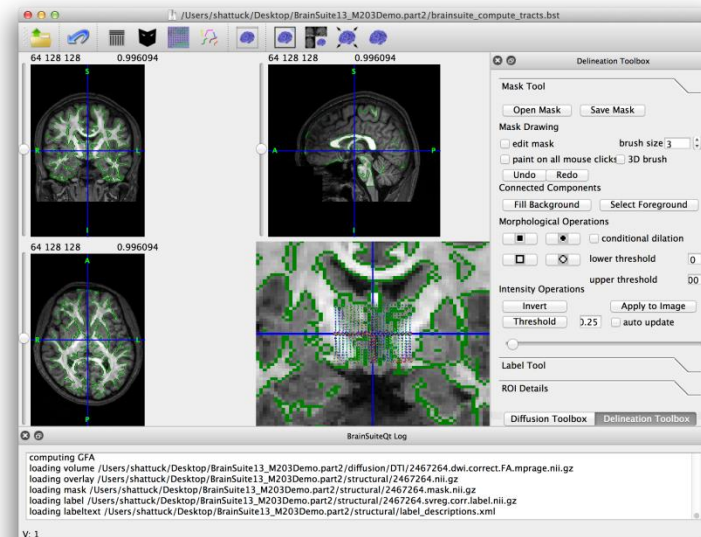 /Users/shattuck/Desktop/BrainSuite13_M203Demo.part2/brainsuite_compute_tracts.bst
64 128 128 0.996094
S
R L
I
64 128 128 0.996094
S
A P
I
64 128 128 0.996094
A
R L
P
Delineation Toolbox
Mask Tool
Open Mask Save Mask
Mask Drawing
edit mask brush size 3
paint on all mouse clicks 3D brush
Undo Redo
Connected Components
Fill Background Select Foreground
Morphological Operations
conditional dilation
lower threshold 0
upper threshold 00
Intensity Operations
Invert Apply to Image
Threshold 0.25 auto update
Label Tool
ROI Details
Diffusion Toolbox Delineation Toolbox
BrainSuiteQt Log
computing GFA
loading volume /Users/shattuck/Desktop/BrainSuite13_M203Demo.part2/diffusion/DTI/2467264.dwi.correct.FA.mprage.nii.gz
loading overlay /Users/shattuck/Desktop/BrainSuite13_M203Demo.part2/structural/2467264.nii.gz
loading mask /Users/shattuck/Desktop/BrainSuite13_M203Demo.part2/structural/2467264.mask.nii.gz
loading label /Users/shattuck/Desktop/BrainSuite13_M203Demo.part2/structural/2467264.svreg.corr.label.nii.gz
loading labeltext /Users/shattuck/Desktop/BrainSuite13_M203Demo.part2/structural/label_descriptions.xml
V: 1